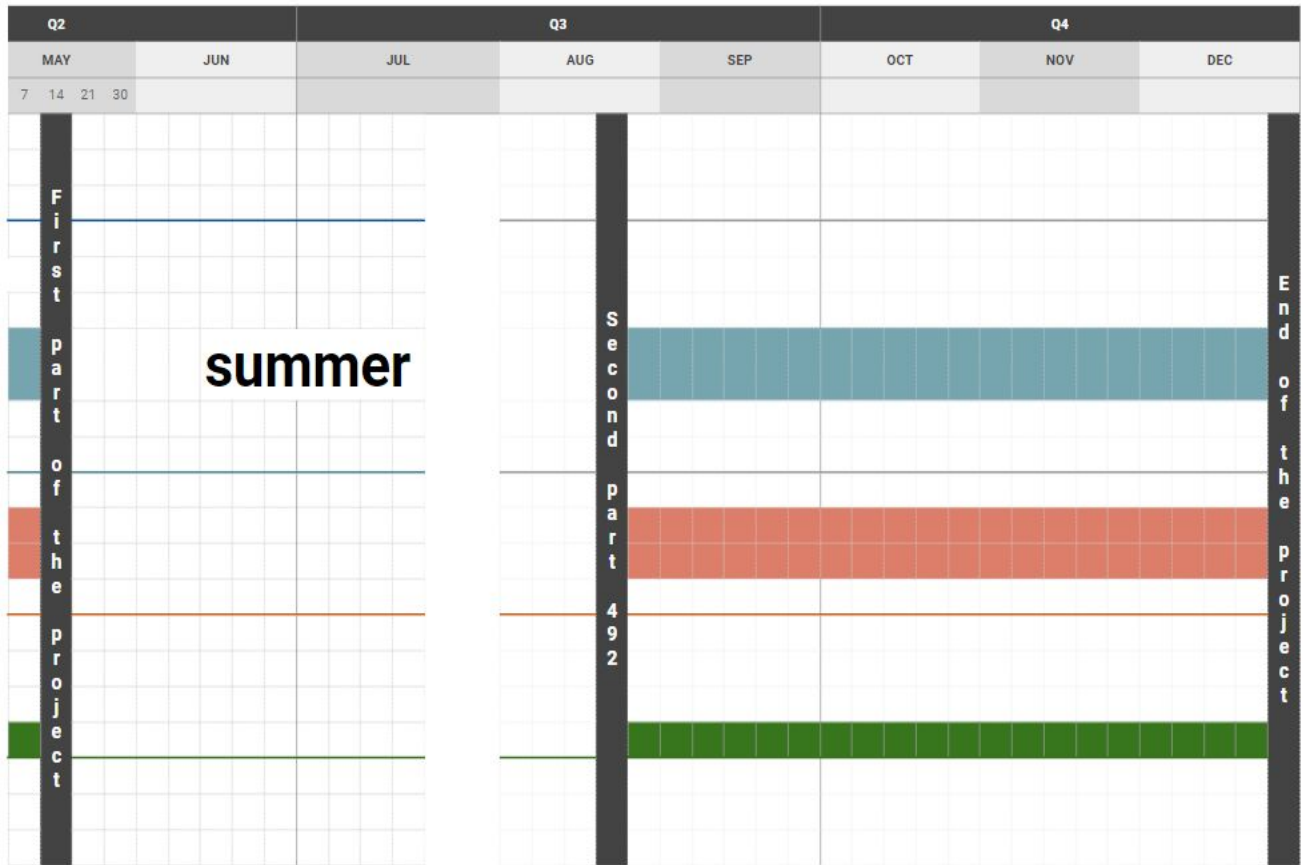 Q2 Q3 Q4
MAY JUN JUL AUG SEP OCT NOV DEC
7 14 21 30
First part of the project
summer
Second part 492
End of the project